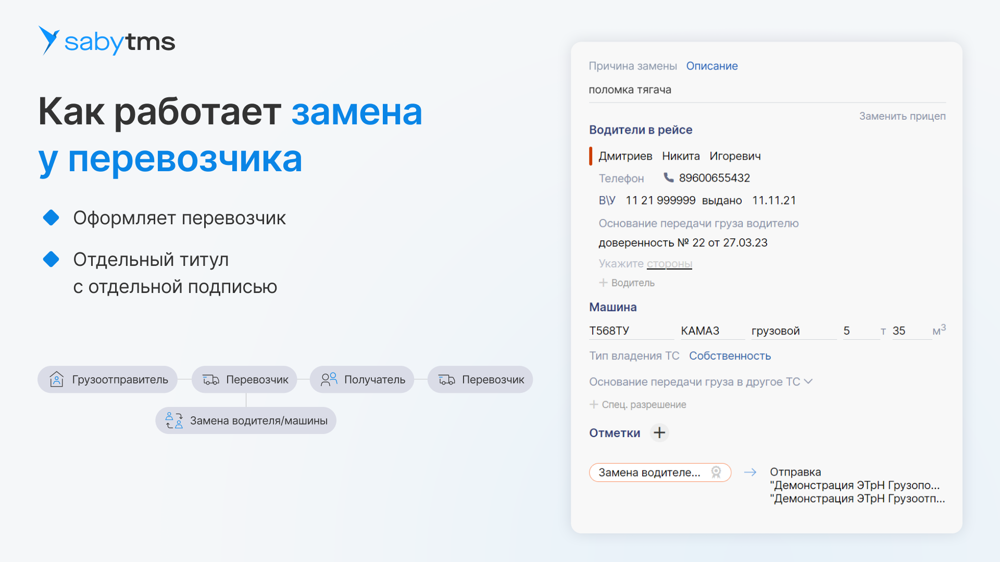 sabytms
Как работает замена
у перевозчика
Оформляет перевозчик
Отдельный титул
с отдельной подписью
Грузоотправитель
Перевозчик
Получатель
Перевозчик
Замена водителя/машины
Причина замены Описание
поломка тягача
Заменить прицеп
Водители в рейсе
Дмитриев Никита Игоревич
Телефон 89600655432
В\У 11 21 999999 выдано 11.11.21
Основание передачи груза водителю
доверенность № 22 от 27.03.23
Укажите стороны
+ Водитель
Машина
Т568ТУ КАМАЗ грузовой 5 т 35 м³
Тип владения ТС Собственность
Основание передачи груза в другое ТС
+ Спец. разрешение
Отметки +
Замена водителе... → Отправка
"Демонстрация ЭТрН Грузопо...
"Демонстрация ЭТрН Грузоотп...